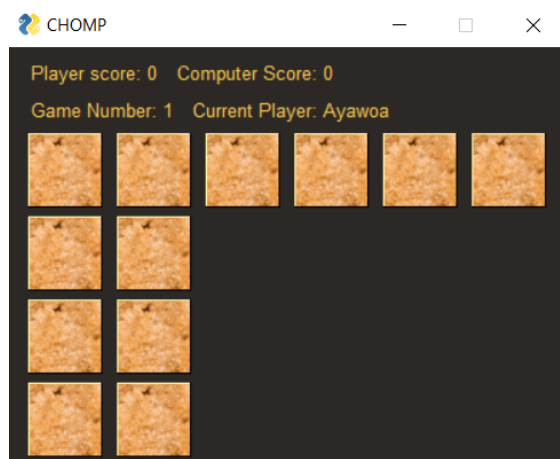 CHOMP
Player score: 0 Computer Score: 0
Game Number: 1 Current Player: Ayawoa